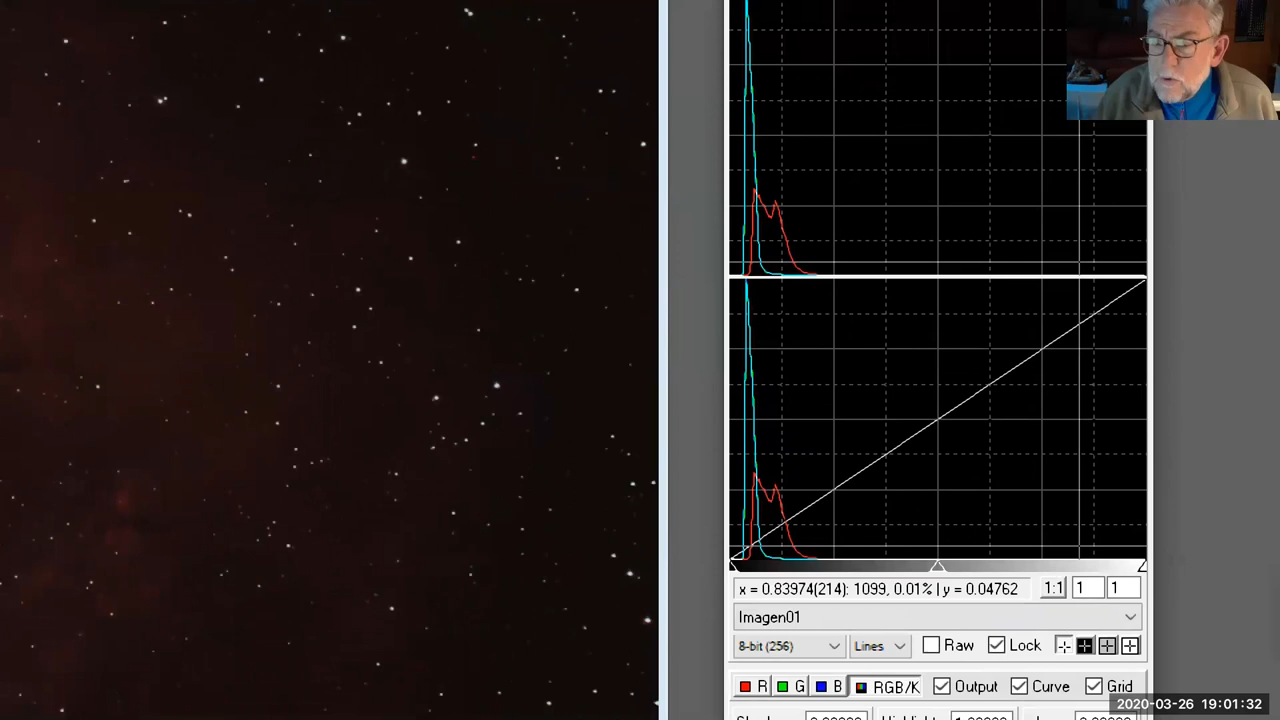 x = 0.83974(214): 1099, 0.01% | y = 0.04762 1:1 1 1
Imagen01
8-bit (256) Lines Raw Lock
R G B RGB/K Output Curve Grid
2020-03-26 19:01:32